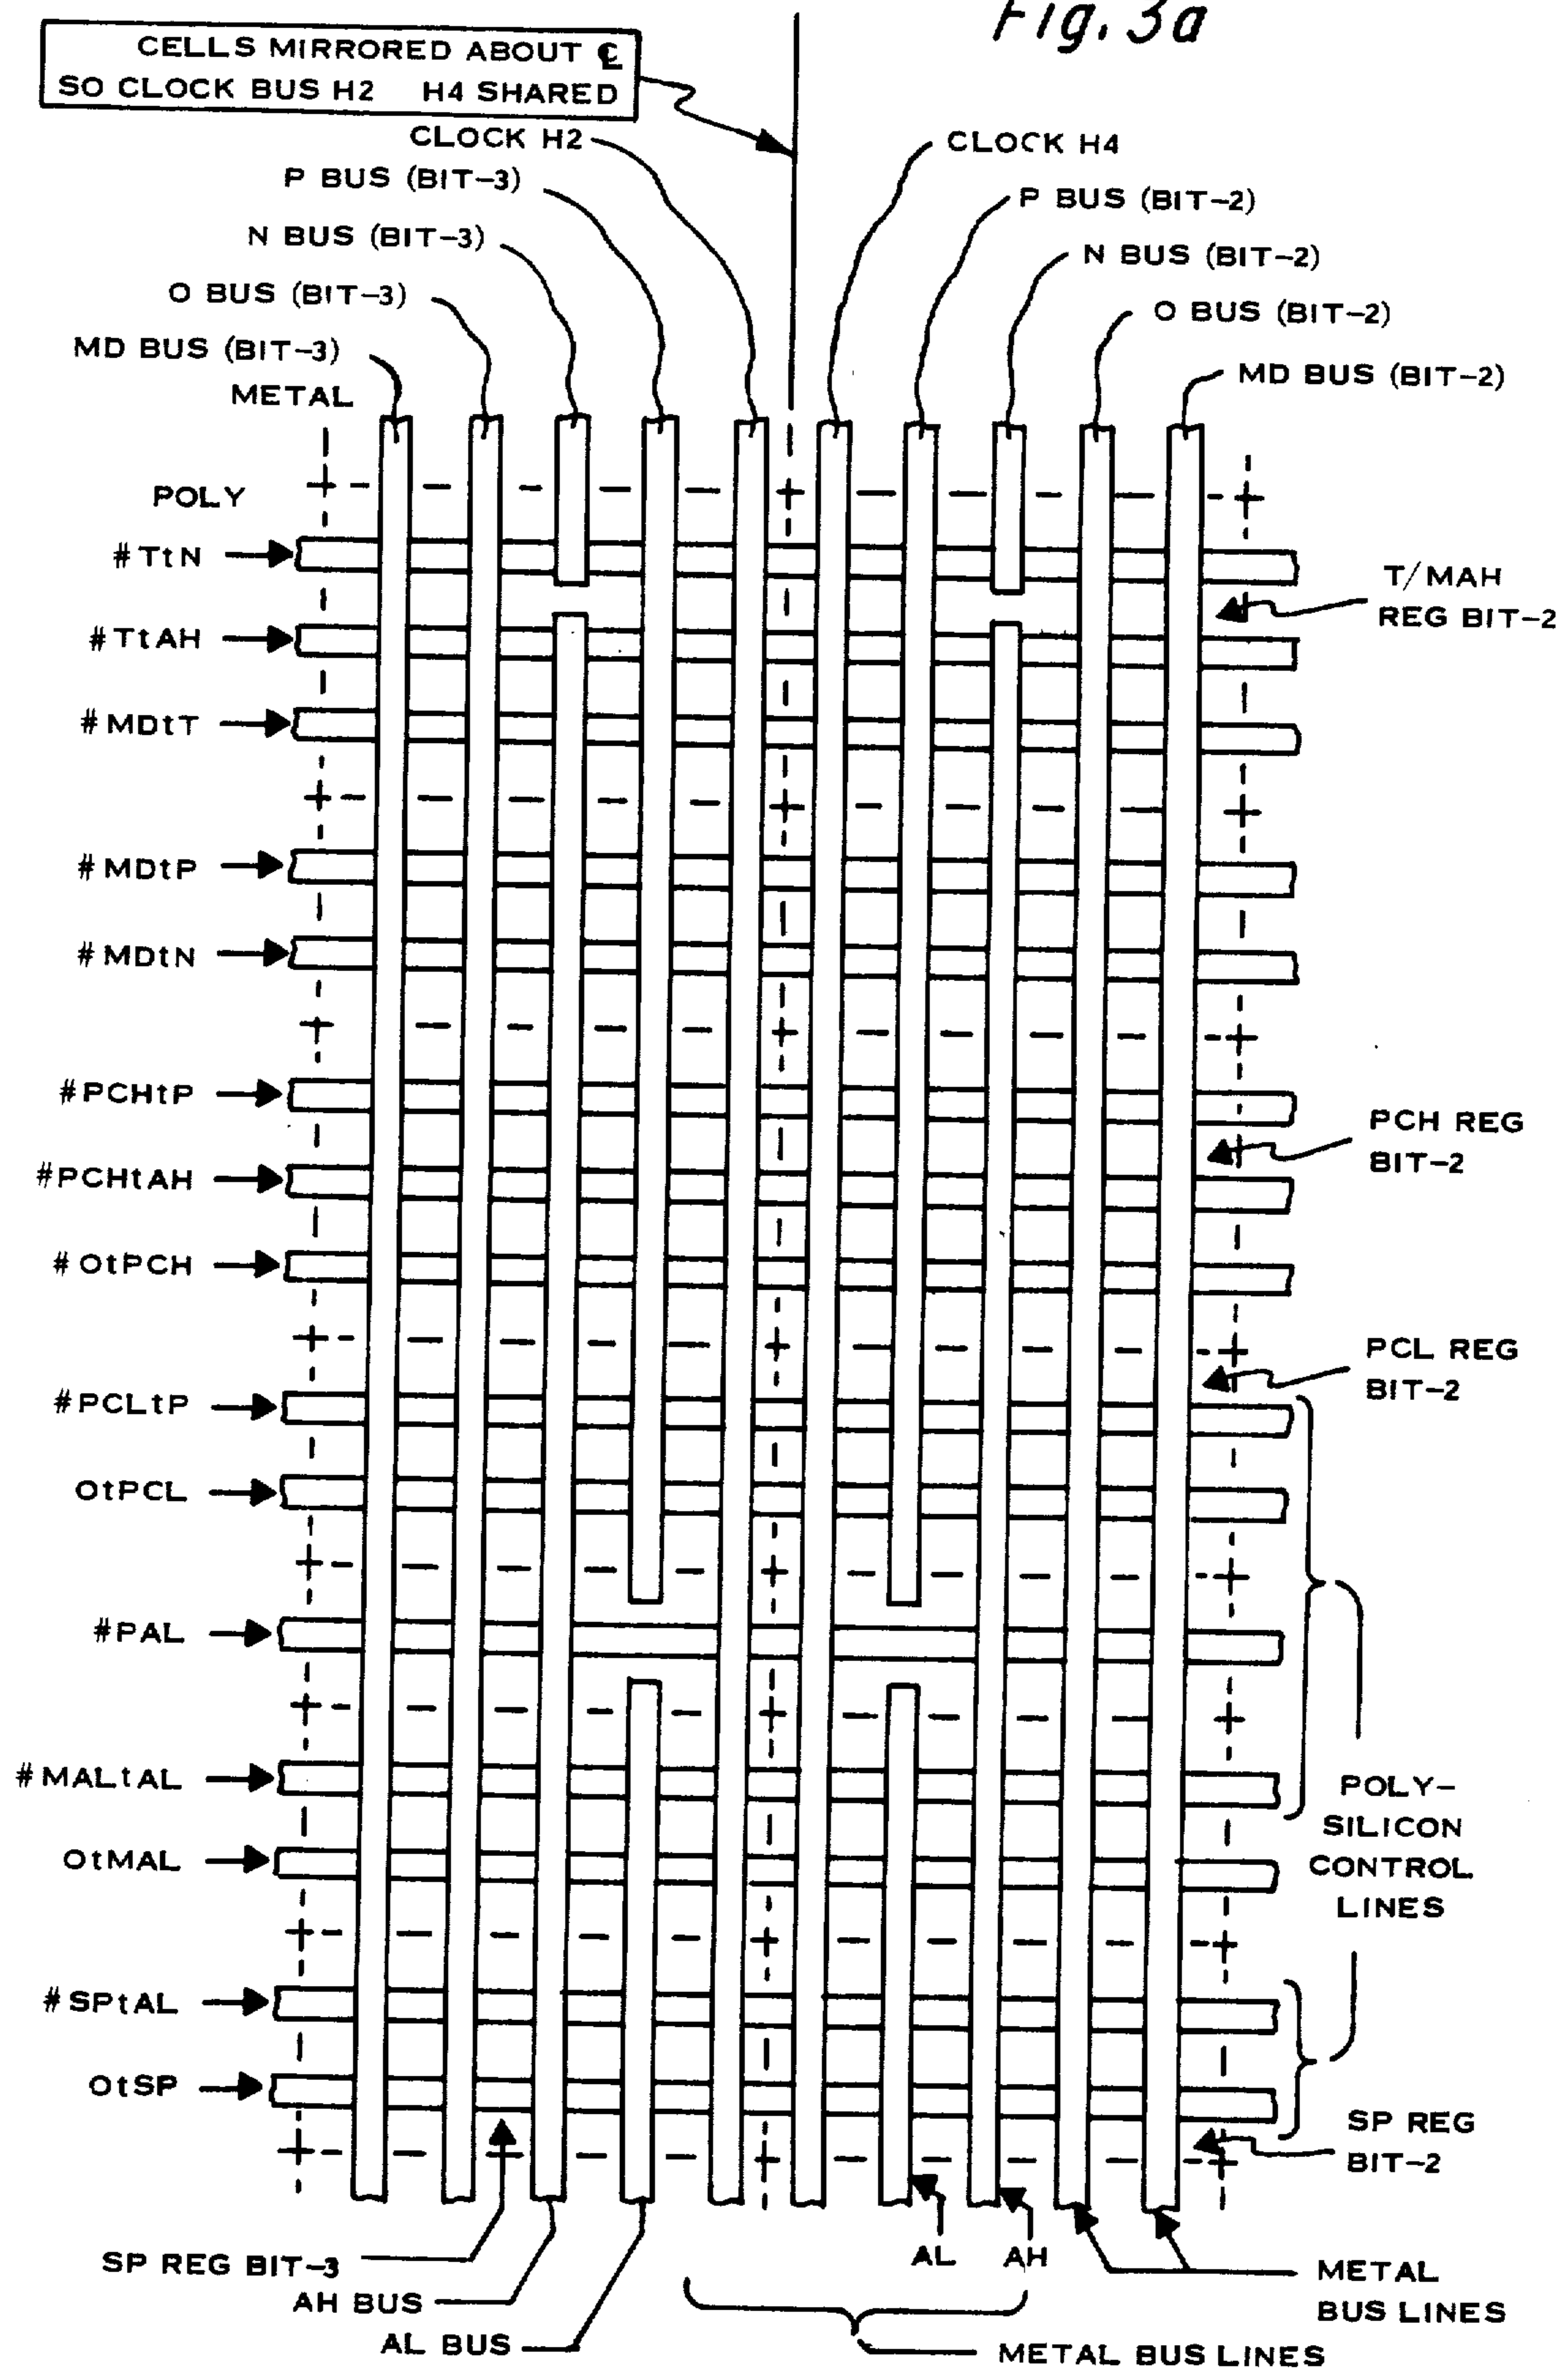 Fig. 3a
CELLS MIRRORED ABOUT ℄
SO CLOCK BUS H2 H4 SHARED
CLOCK H2
CLOCK H4
P BUS (BIT-3)
P BUS (BIT-2)
N BUS (BIT-3)
N BUS (BIT-2)
O BUS (BIT-3)
O BUS (BIT-2)
MD BUS (BIT-3)
MD BUS (BIT-2)
METAL
POLY
#TtN
T/MAH
REG BIT-2
#TtAH
#MDtT
#MDtP
#MDtN
#PCHtP
PCH REG
BIT-2
#PCHtAH
#OtPCH
PCL REG
BIT-2
#PCLtP
OtPCL
#PAL
#MALtAL
POLY-
SILICON
CONTROL
LINES
OtMAL
#SPtAL
OtSP
SP REG
BIT-2
SP REG BIT-3
AL
AH
METAL
BUS LINES
AH BUS
AL BUS
METAL BUS LINES